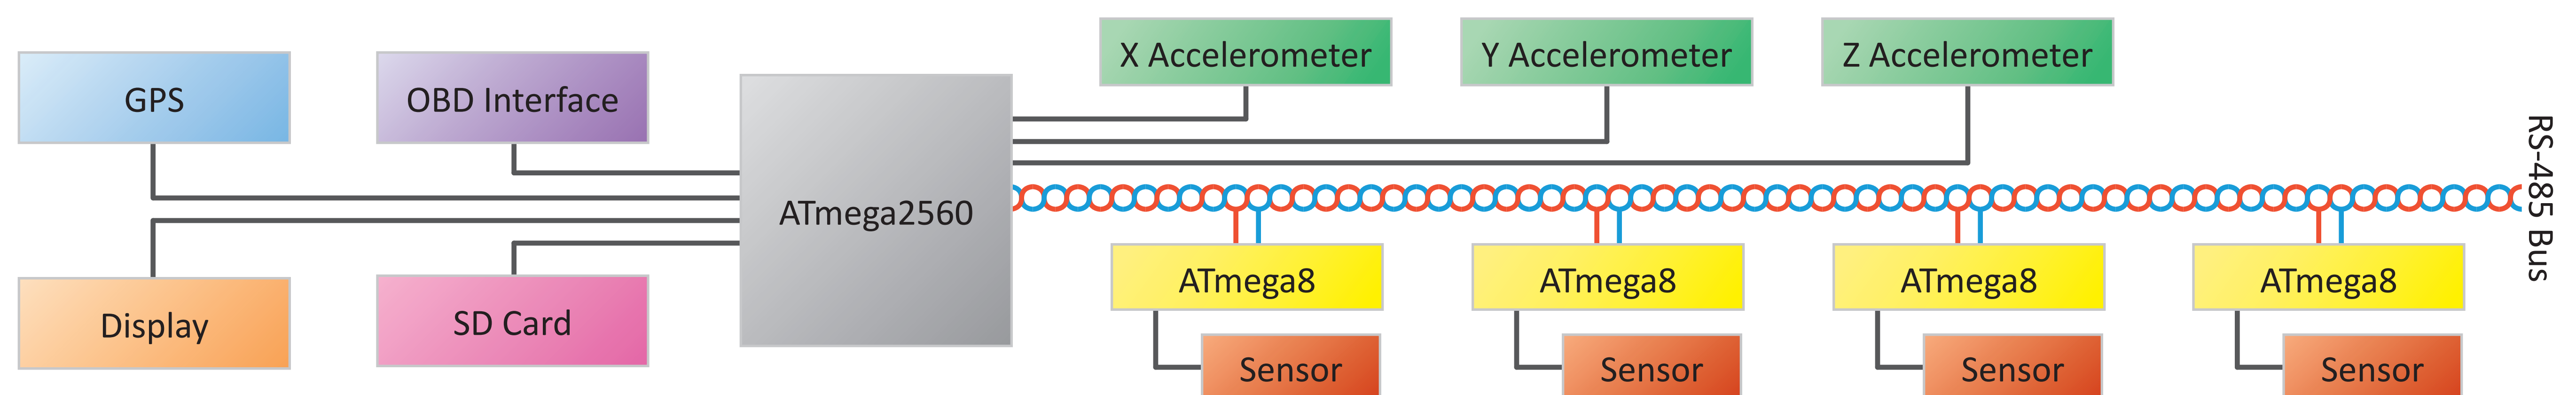 X Accelerometer
Y Accelerometer
Z Accelerometer
GPS
OBD Interface
ATmega2560
RS-485 Bus
ATmega8
ATmega8
ATmega8
ATmega8
Display
SD Card
Sensor
Sensor
Sensor
Sensor